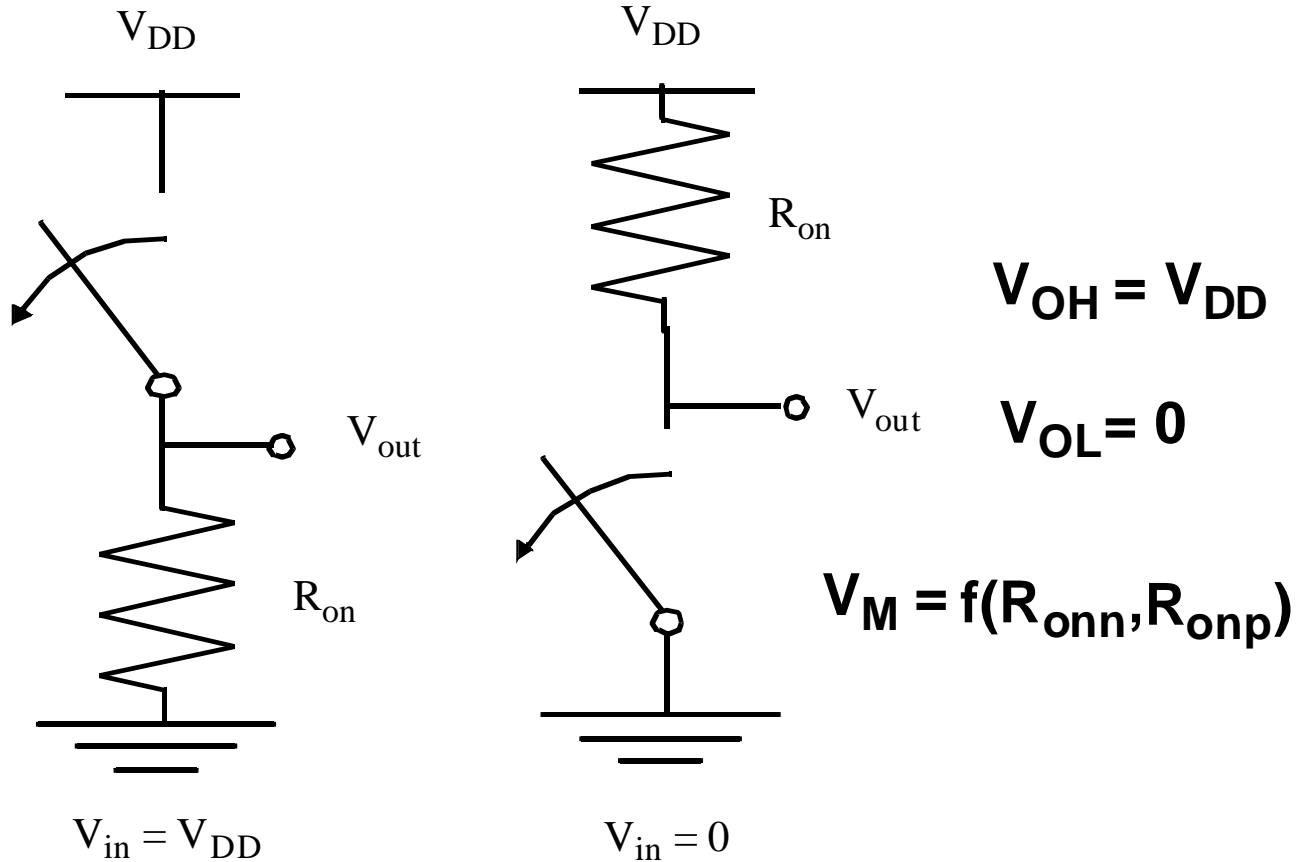 V_DD
V_out
R_on
V_in = V_DD
V_DD
R_on
V_out
V_in = 0
V_OH = V_DD
V_OL = 0
V_M = f(R_onn,R_onp)